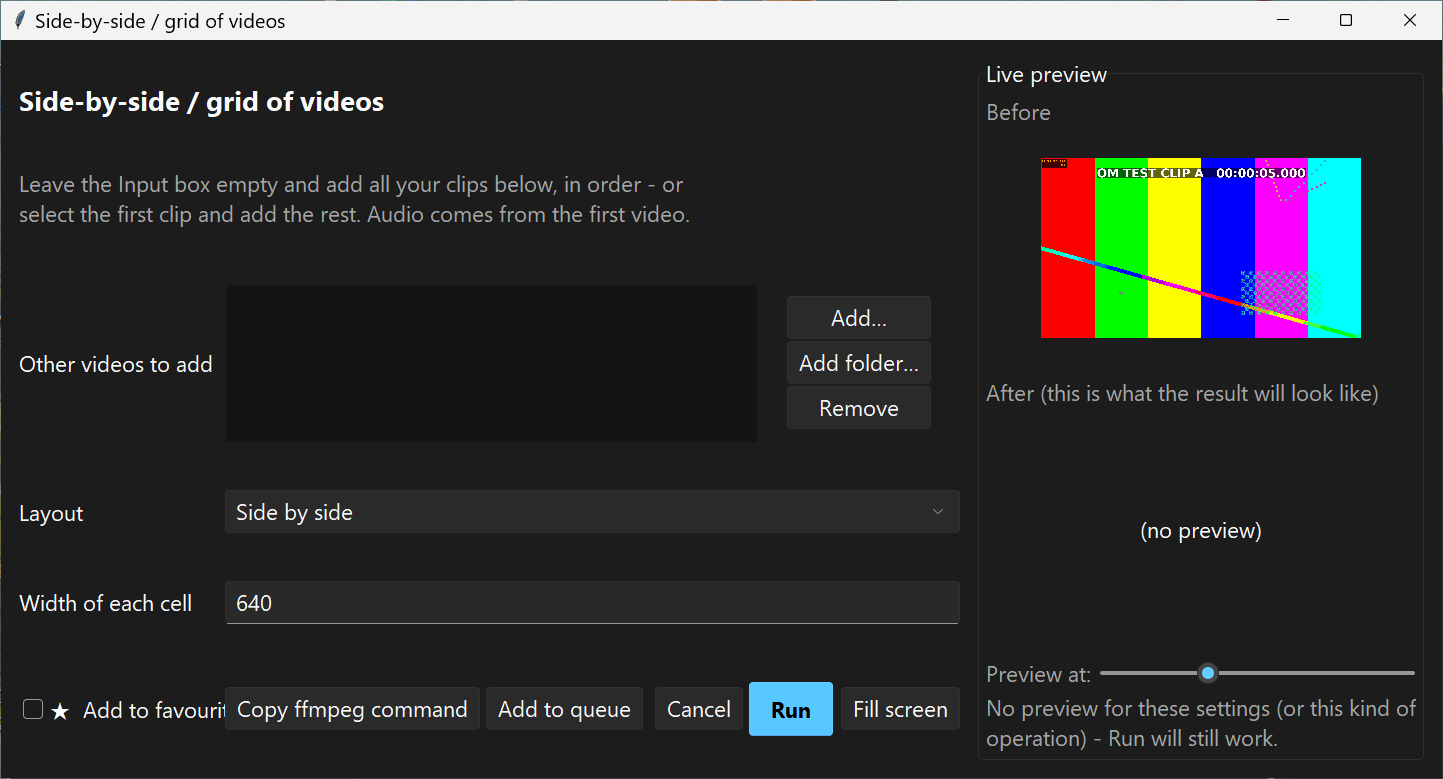 Side-by-side / grid of videos
Side-by-side / grid of videos
Leave the Input box empty and add all your clips below, in order - or
select the first clip and add the rest. Audio comes from the first video.
Other videos to add
Add...
Add folder...
Remove
Layout
Side by side
Width of each cell
640
★ Add to favourit
Copy ffmpeg command
Add to queue
Cancel
Run
Fill screen
Live preview
Before
OM TEST CLIP A 00:00:05.000
After (this is what the result will look like)
(no preview)
Preview at:
No preview for these settings (or this kind of
operation) - Run will still work.